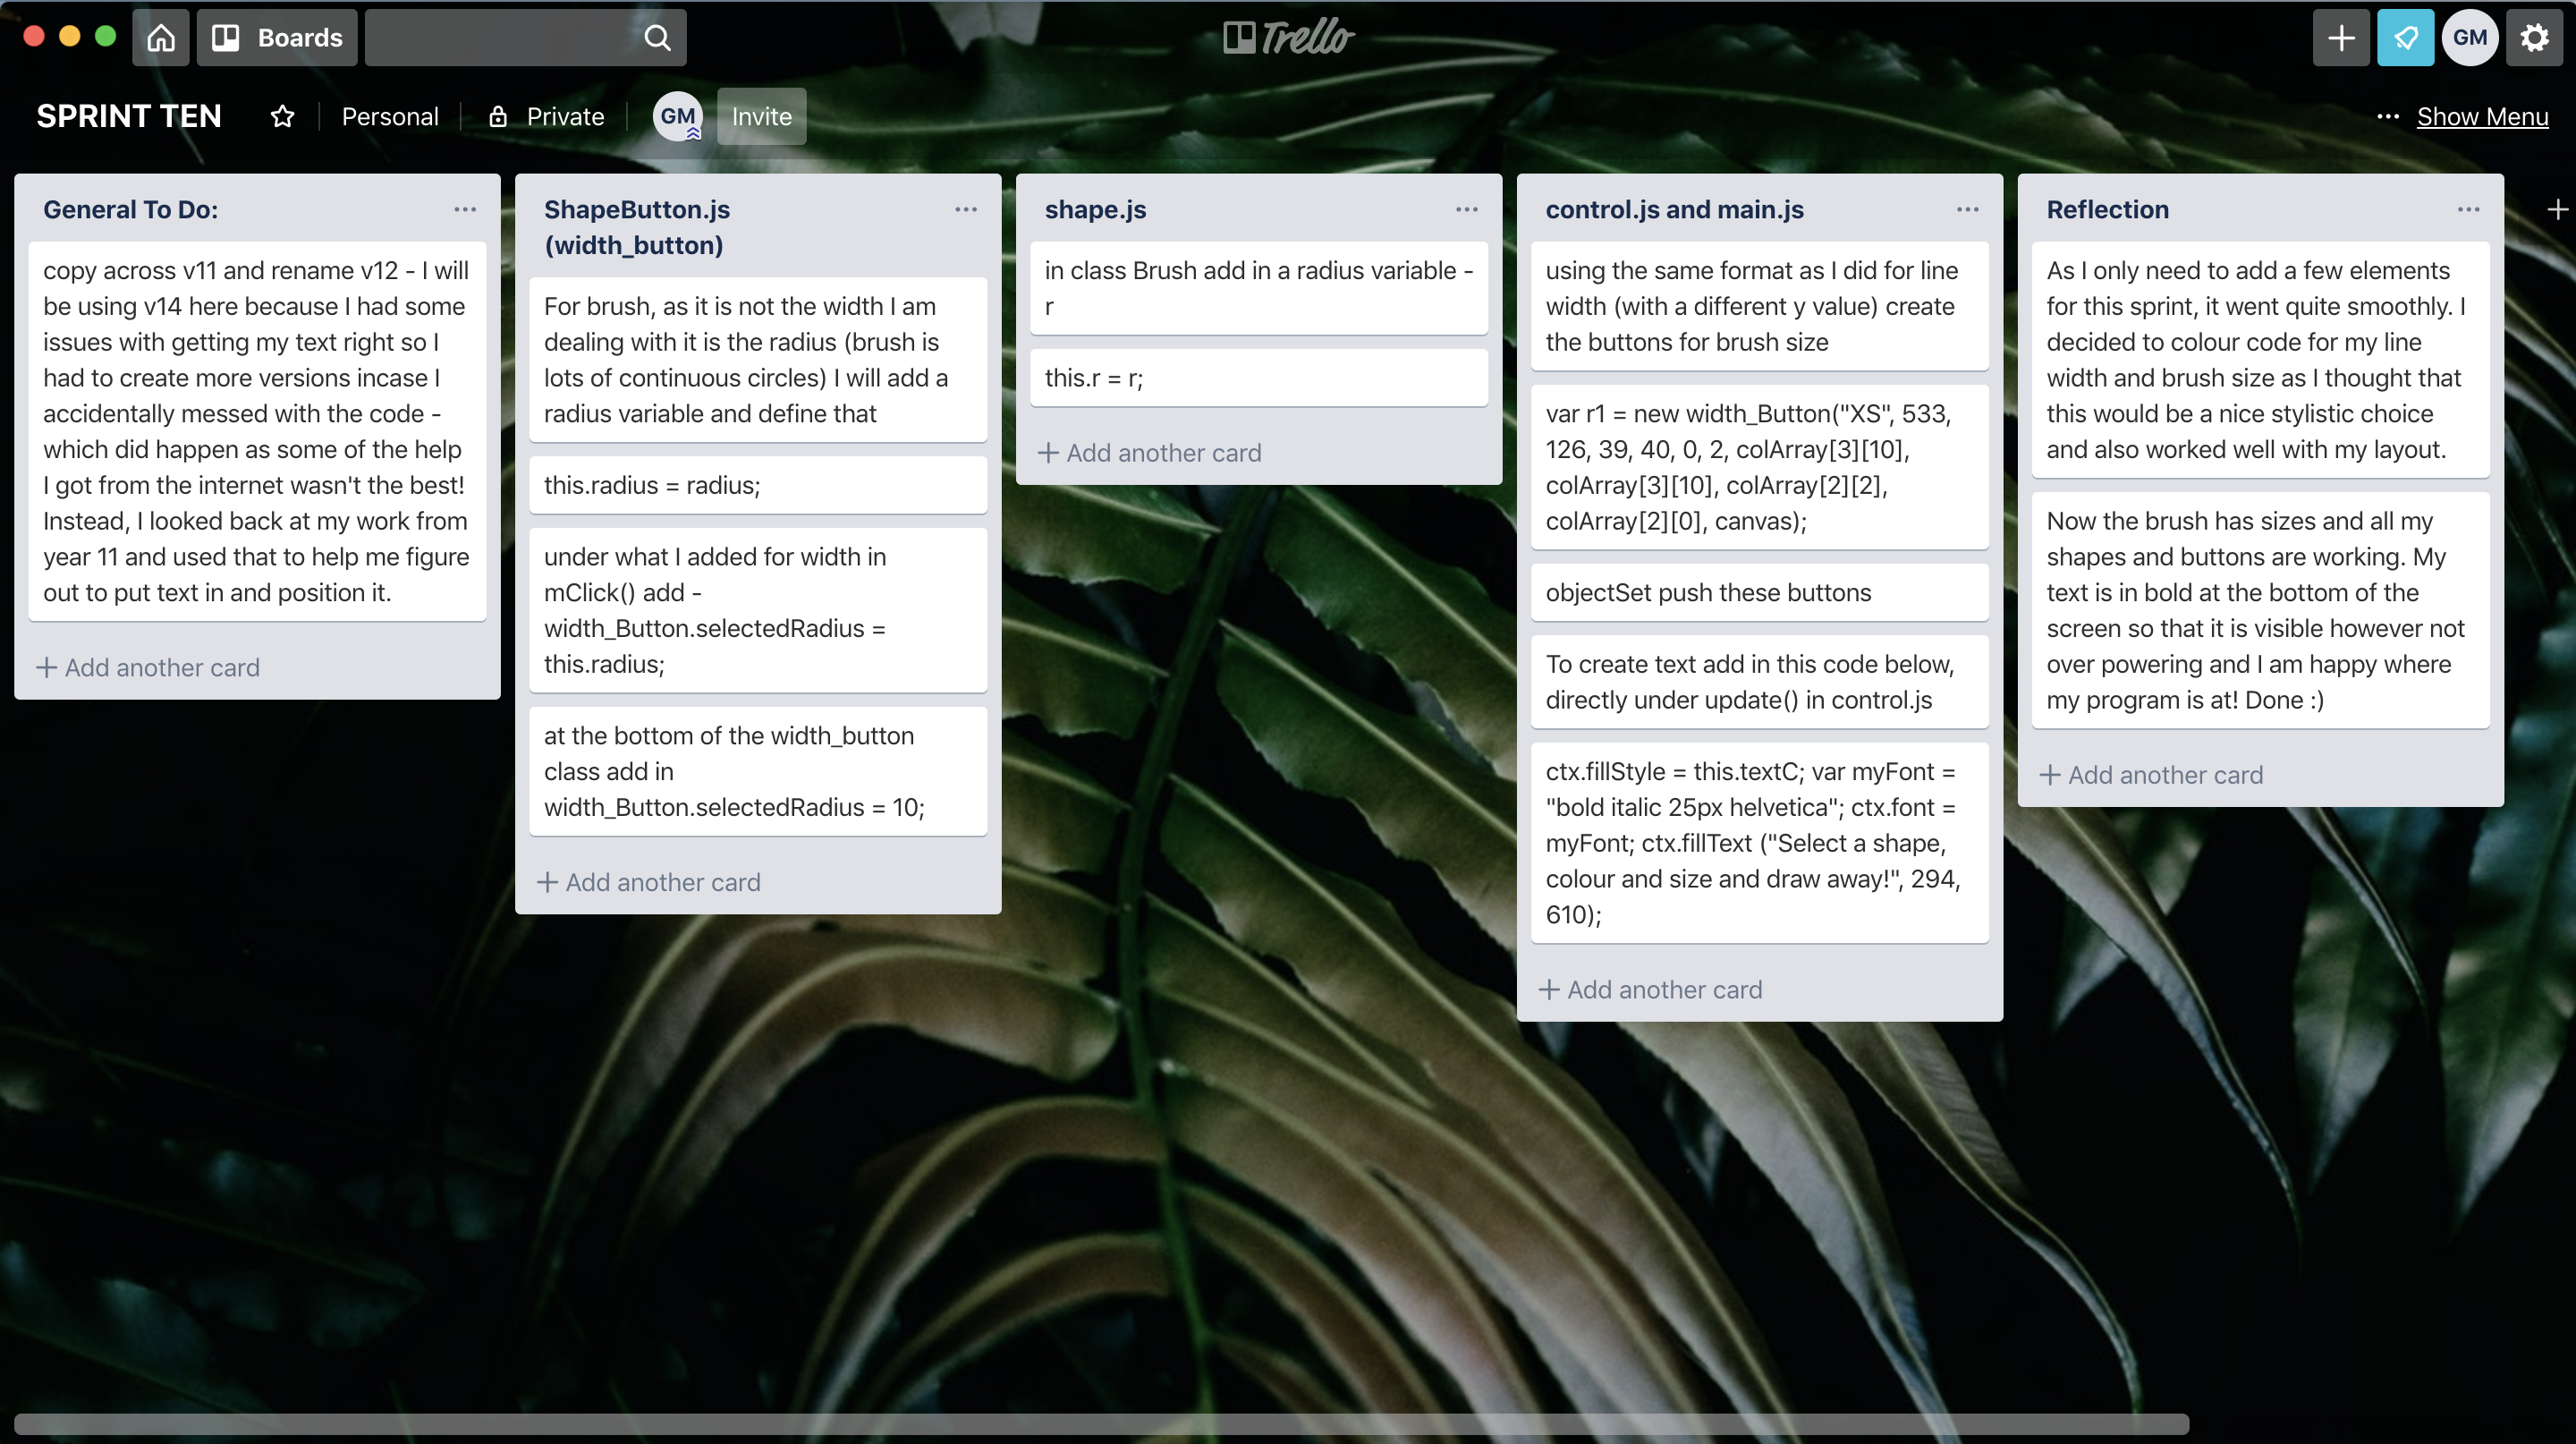 Boards
Trello
GM
SPRINT TEN
Personal
Private
GM
Invite
Show Menu
General To Do:
copy across v11 and rename v12 - I will
be using v14 here because I had some
issues with getting my text right so I
had to create more versions incase I
accidentally messed with the code -
which did happen as some of the help
I got from the internet wasn't the best!
Instead, I looked back at my work from
year 11 and used that to help me figure
out to put text in and position it.
Add another card
ShapeButton.js
(width_button)
For brush, as it is not the width I am
dealing with it is the radius (brush is
lots of continuous circles) I will add a
radius variable and define that
this.radius = radius;
under what I added for width in
mClick() add -
width_Button.selectedRadius =
this.radius;
at the bottom of the width_button
class add in
width_Button.selectedRadius = 10;
Add another card
shape.js
in class Brush add in a radius variable -
r
this.r = r;
Add another card
control.js and main.js
using the same format as I did for line
width (with a different y value) create
the buttons for brush size
var r1 = new width_Button("XS", 533,
126, 39, 40, 0, 2, colArray[3][10],
colArray[3][10], colArray[2][2],
colArray[2][0], canvas);
objectSet push these buttons
To create text add in this code below,
directly under update() in control.js
ctx.fillStyle = this.textC; var myFont =
"bold italic 25px helvetica"; ctx.font =
myFont; ctx.fillText ("Select a shape,
colour and size and draw away!", 294,
610);
Add another card
Reflection
As I only need to add a few elements
for this sprint, it went quite smoothly. I
decided to colour code for my line
width and brush size as I thought that
this would be a nice stylistic choice
and also worked well with my layout.
Now the brush has sizes and all my
shapes and buttons are working. My
text is in bold at the bottom of the
screen so that it is visible however not
over powering and I am happy where
my program is at! Done :)
Add another card